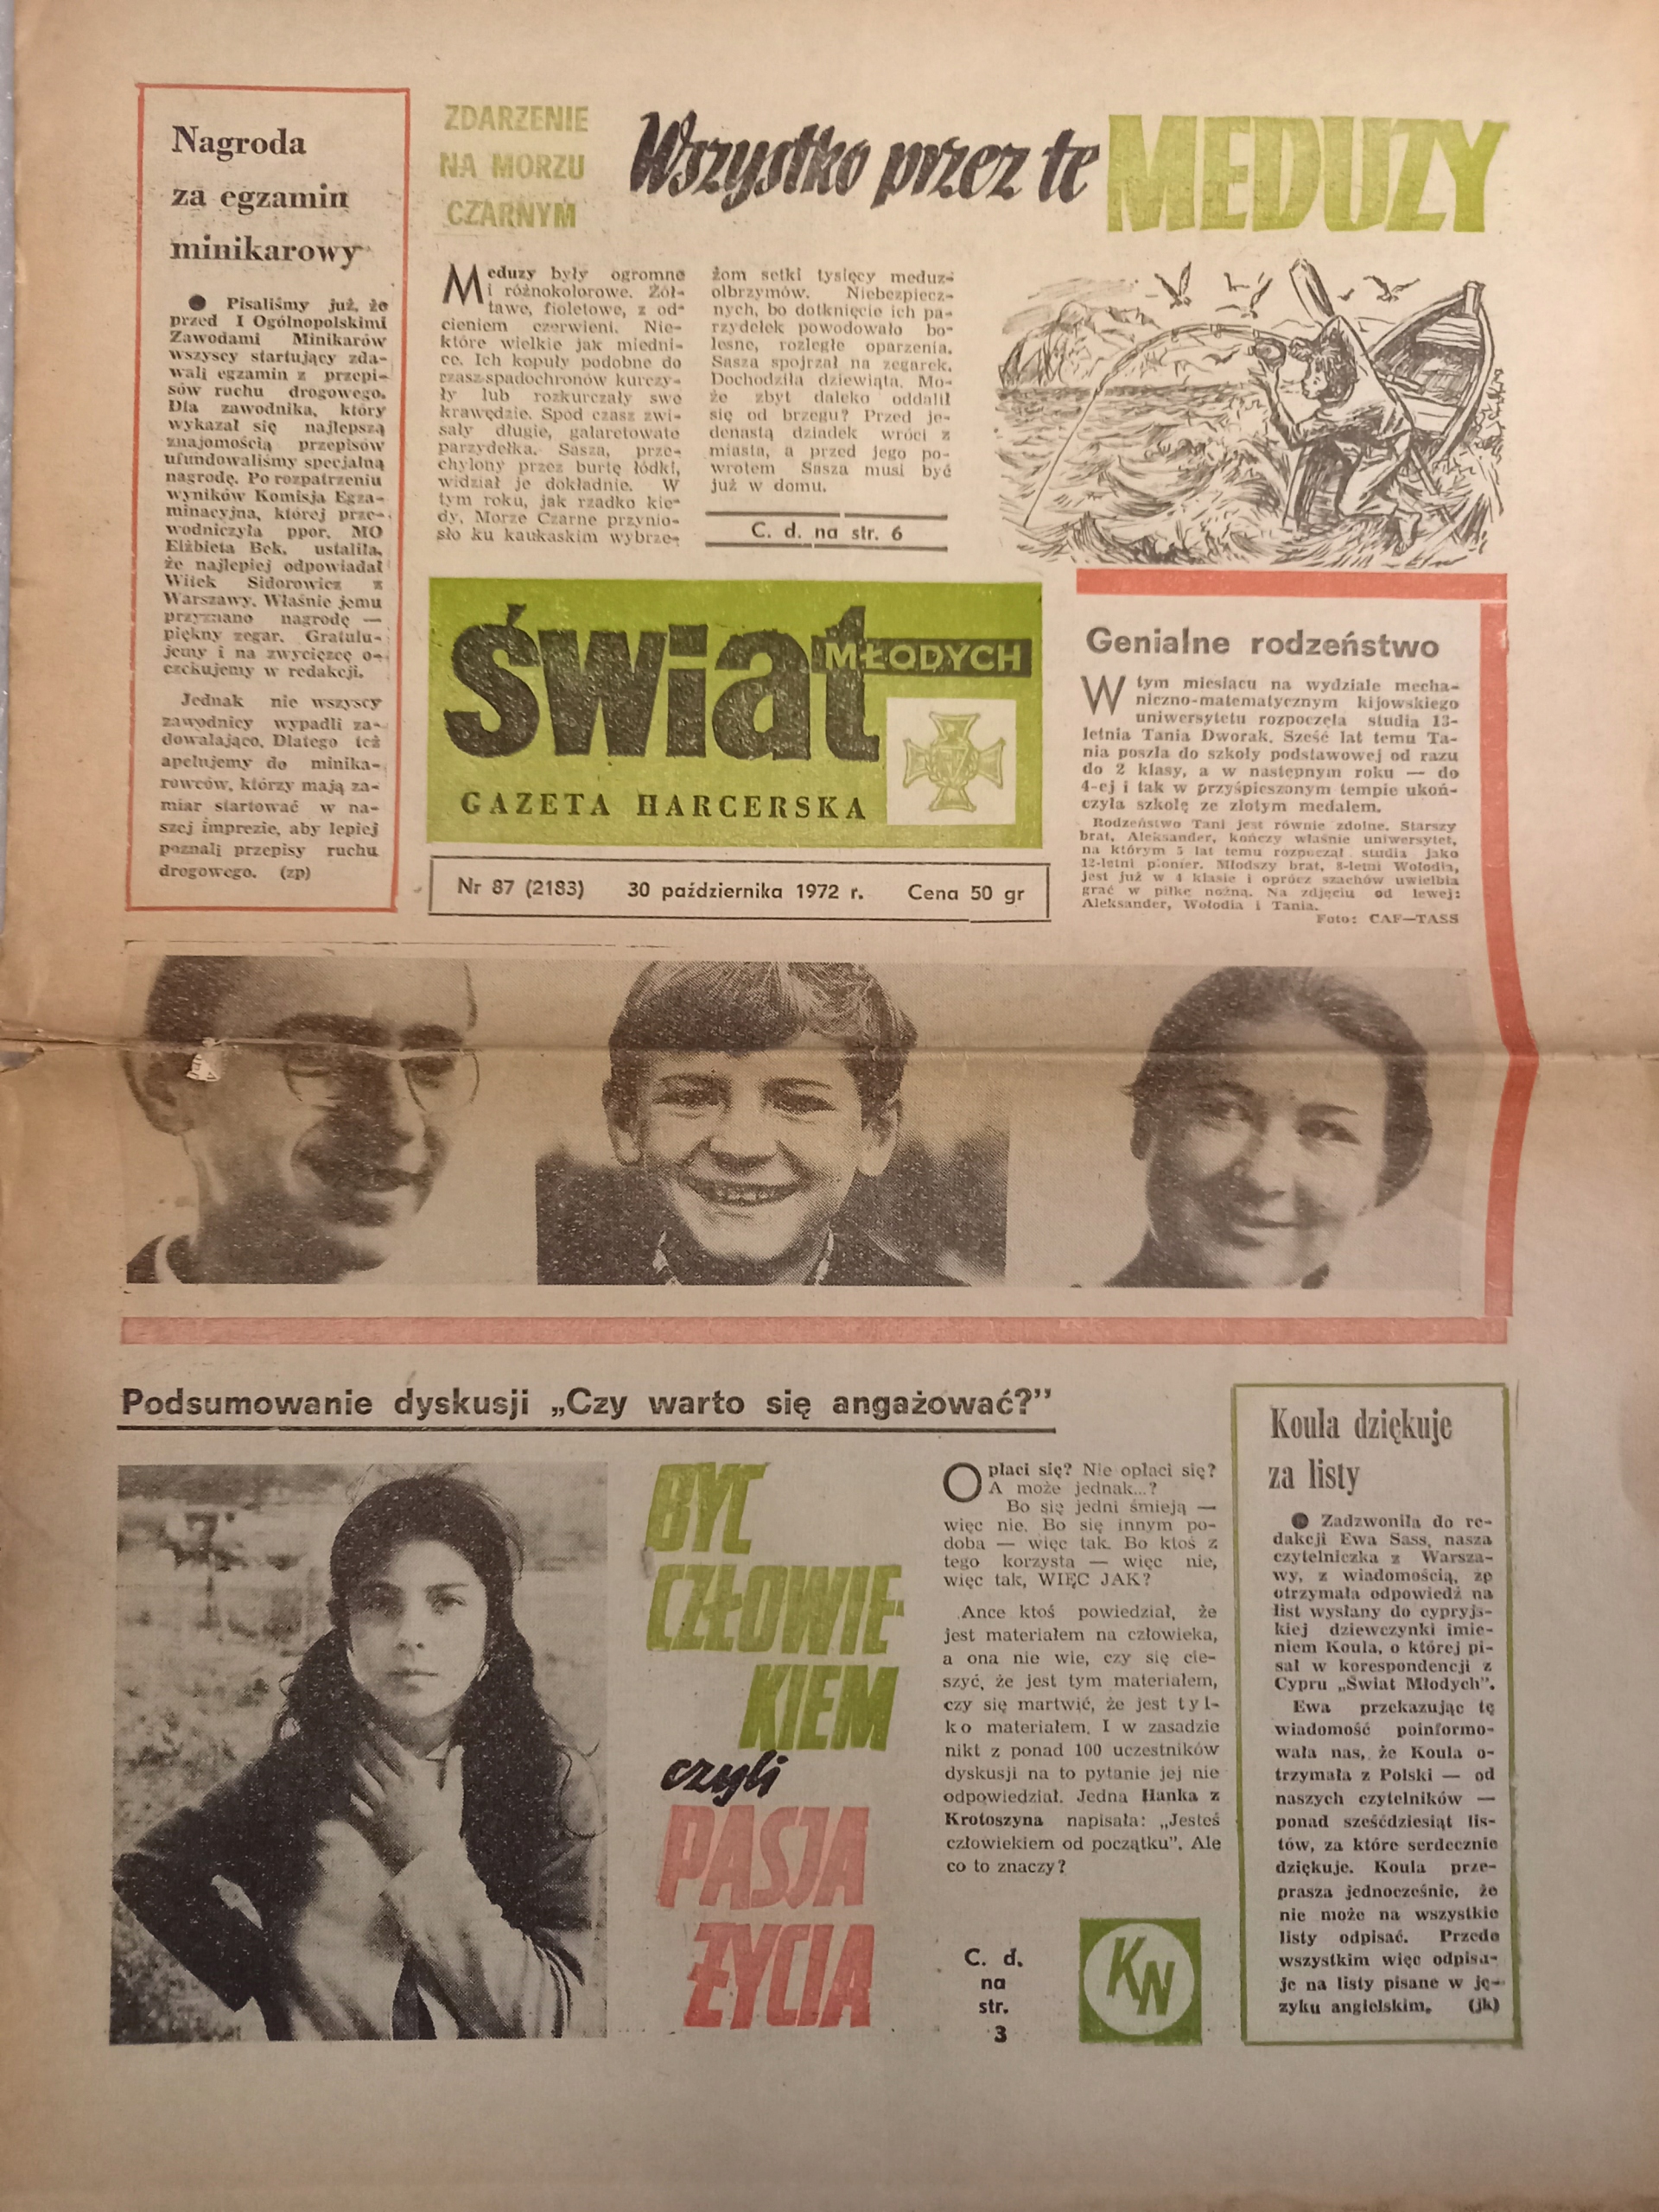 Nagroda
za egzamin
minikarowy
● Pisaliśmy już, że
przed I Ogólnopolskimi
Zawodami Minikarów
wszyscy startujący zda-
wali egzamin z przepi-
sów ruchu drogowego.
Dla zawodnika, który
wykazał się najlepszą
znajomością przepisów
ufundowaliśmy specjalną
nagrodę. Po rozpatrzeniu
wyników Komisja Egza-
minacyjna, której prze-
wodniczyła ppor. MO
Elżbieta Bek, ustaliła,
że najlepiej odpowiadał
Witek Sidorowicz z
Warszawy. Właśnie jemu
przyznano nagrodę —
piękny zegar. Gratulu-
jemy i na zwycięzcę o-
czekujemy w redakcji.
Jednak nie wszyscy
zawodnicy wypadli za-
dowalająco. Dlatego też
apelujemy do minika-
rowców, którzy mają za-
miar startować w na-
szej imprezie, aby lepiej
poznali przepisy ruchu
drogowego. (zp)
ZDARZENIE
NA MORZU
CZARNYM
Wszystko przez te MEDUZY
Meduzy były ogromne
i różnokolorowe. Żół-
tawe, fioletowe, z od-
cieniem czerwieni. Nie-
które wielkie jak miedni-
ce. Ich kopuły podobne do
czasz spadochronów kurczy-
ły lub rozkurczały swe
krawędzie. Spod czasz zwi-
sały długie, galaretowate
parzydełka. Sasza, prze-
chylony przez burtę łódki,
widział je dokładnie. W
tym roku, jak rzadko kie-
dy, Morze Czarne przynio-
sło ku kaukaskim wybrze-
żom setki tysięcy meduz-
olbrzymów. Niebezpiecz-
nych, bo dotknięcie ich pa-
rzydełek powodowało bo-
lesne, rozległe oparzenia.
Sasza spojrzał na zegarek.
Dochodziła dziewiąta. Mo-
że zbyt daleko oddalił
się od brzegu? Przed je-
denastą dziadek wróci z
miasta, a przed jego po-
wrotem Sasza musi być
już w domu.
C. d. na str. 6
Świat
MŁODYCH
GAZETA HARCERSKA
Nr 87 (2183) 30 października 1972 r. Cena 50 gr
Genialne rodzeństwo
W tym miesiącu na wydziale mecha-
niczno-matematycznym kijowskiego
uniwersytetu rozpoczęła studia 13-
letnia Tania Dworak. Sześć lat temu Ta-
nia poszła do szkoły podstawowej od razu
do 2 klasy, a w następnym roku — do
4-ej i tak w przyśpieszonym tempie ukoń-
czyła szkołę ze złotym medalem.
Rodzeństwo Tani jest równie zdolne. Starszy
brat, Aleksander, kończy właśnie uniwersytet,
na którym 5 lat temu rozpoczął studia jako
12-letni pionier. Młodszy brat, 8-letni Wołodia,
jest już w 4 klasie i oprócz szachów uwielbia
grać w piłkę nożną. Na zdjęciu od lewej:
Aleksander, Wołodia i Tania.
Foto: CAF—TASS
Podsumowanie dyskusji „Czy warto się angażować?”
BYĆ
CZŁOWIE-
KIEM
czyli
PASJA
ŻYCIA
Opłaci się? Nie opłaci się?
A może jednak...?
Bo się jedni śmieją —
więc nie. Bo się innym po-
doba — więc tak. Bo ktoś z
tego korzysta — więc nie,
więc tak, WIĘC JAK?
Ance ktoś powiedział, że
jest materiałem na człowieka,
a ona nie wie, czy się cie-
szyć, że jest tym materiałem,
czy się martwić, że jest tyl-
ko materiałem. I w zasadzie
nikt z ponad 100 uczestników
dyskusji na to pytanie jej nie
odpowiedział. Jedna Hanka z
Krotoszyna napisała: „Jesteś
człowiekiem od początku”. Ale
co to znaczy?
C. d.
na
str.
3
KN
Koula dziękuje
za listy
● Zadzwoniła do re-
dakcji Ewa Sass, nasza
czytelniczka z Warsza-
wy, z wiadomością, że
otrzymała odpowiedź na
list wysłany do cypryjs-
kiej dziewczynki imie-
niem Koula, o której pi-
sał w korespondencji z
Cypru „Świat Młodych”.
Ewa przekazując tę
wiadomość poinformo-
wała nas, że Koula o-
trzymała z Polski — od
naszych czytelników —
ponad sześćdziesiąt lis-
tów, za które serdecznie
dziękuje. Koula prze-
prasza jednocześnie, że
nie może na wszystkie
listy odpisać. Przede
wszystkim więc odpisu-
je na listy pisane w ję-
zyku angielskim. (jk)